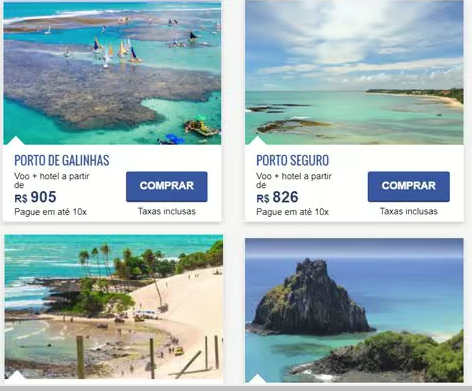 PORTO DE GALINHAS
Voo + hotel a partir
de
R$ 905
Pague em até 10x
COMPRAR
Taxas inclusas
PORTO SEGURO
Voo + hotel a partir
de
R$ 826
Pague em até 10x
COMPRAR
Taxas inclusas